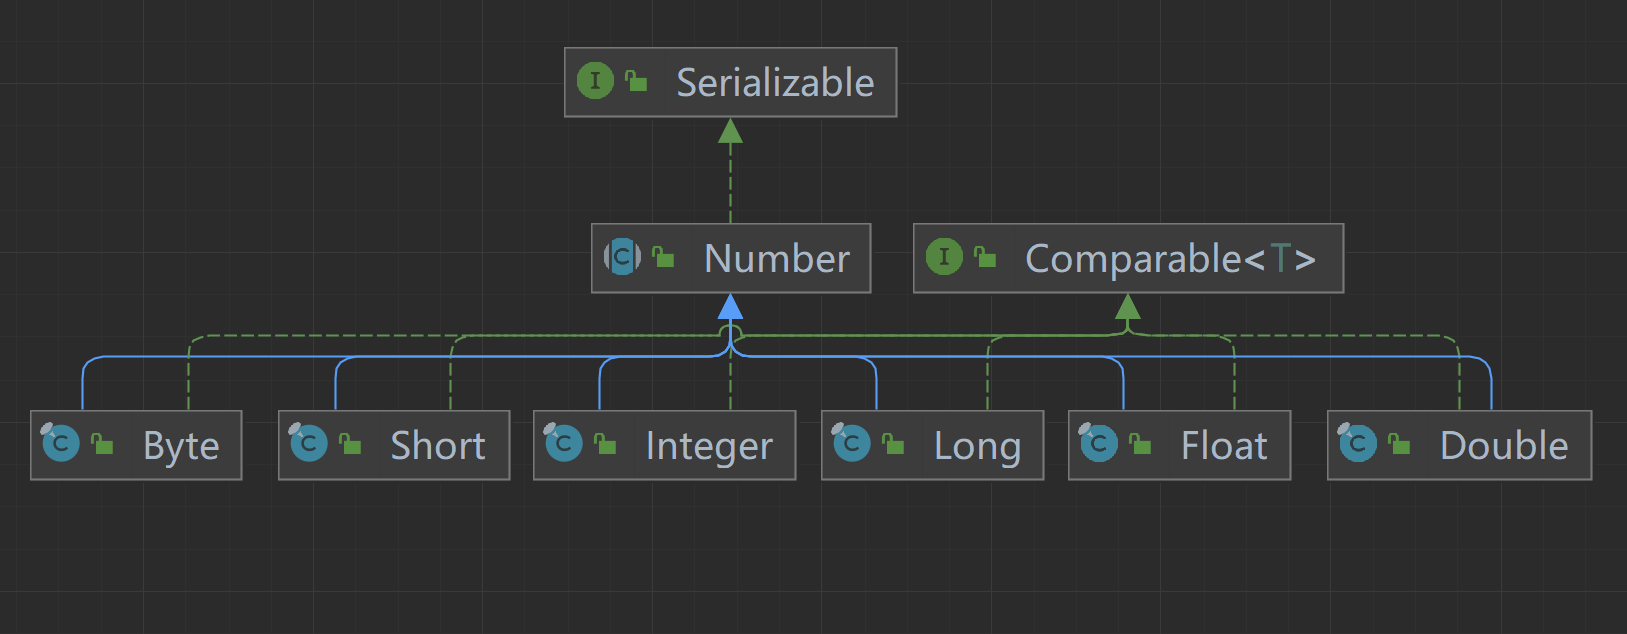 I Serializable
C Number
I Comparable<T>
C Byte
C Short
C Integer
C Long
C Float
C Double